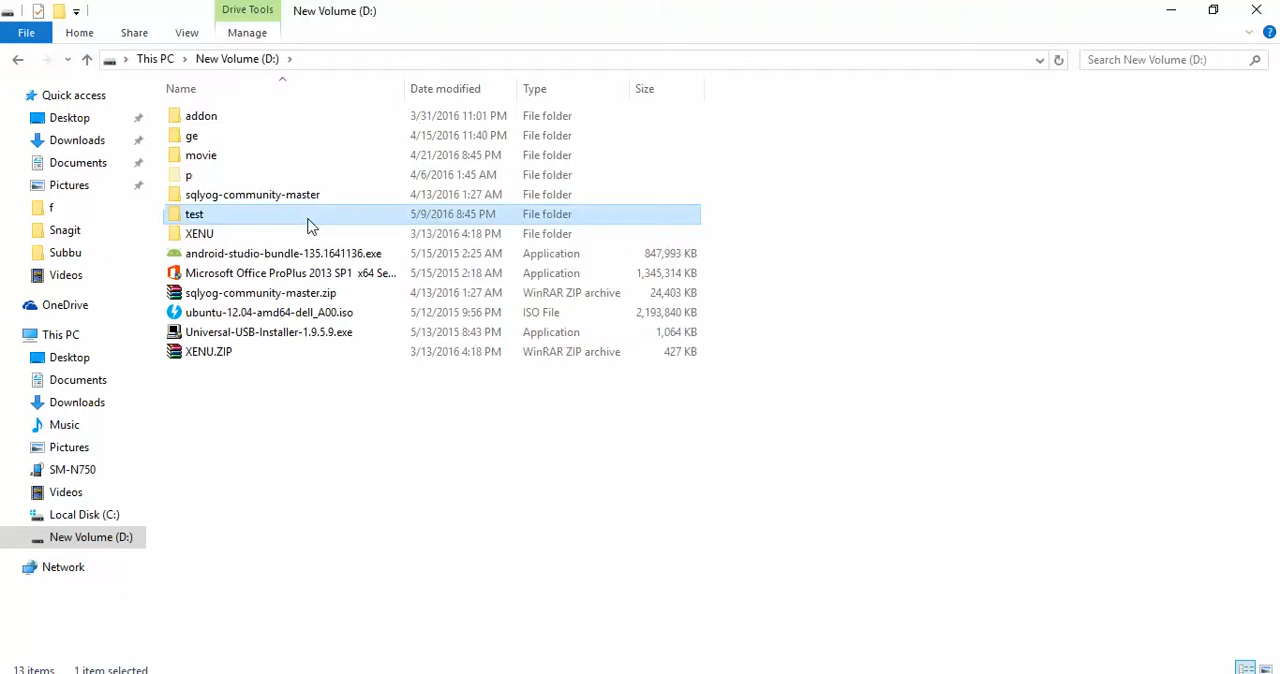 Drive Tools
New Volume (D:)
File
Home
Share
View
Manage
This PC
New Volume (D:)
Search New Volume (D:)
Name
Date modified
Type
Size
Quick access
Desktop
Downloads
Documents
Pictures
f
Snagit
Subbu
Videos
OneDrive
This PC
Desktop
Documents
Downloads
Music
Pictures
SM-N750
Videos
Local Disk (C:)
New Volume (D:)
Network
addon 3/31/2016 11:01 PM File folder
ge 4/15/2016 11:40 PM File folder
movie 4/21/2016 8:45 PM File folder
p 4/6/2016 1:45 AM File folder
sqlyog-community-master 4/13/2016 1:27 AM File folder
test 5/9/2016 8:45 PM File folder
XENU 3/13/2016 4:18 PM File folder
android-studio-bundle-135.1641136.exe 5/15/2015 2:25 AM Application 847,993 KB
Microsoft Office ProPlus 2013 SP1 x64 Se... 5/15/2015 2:18 AM Application 1,345,314 KB
sqlyog-community-master.zip 4/13/2016 1:27 AM WinRAR ZIP archive 24,403 KB
ubuntu-12.04-amd64-dell_A00.iso 5/12/2015 9:56 PM ISO File 2,193,840 KB
Universal-USB-Installer-1.9.5.9.exe 5/13/2015 8:43 PM Application 1,064 KB
XENU.ZIP 3/13/2016 4:18 PM WinRAR ZIP archive 427 KB
13 items 1 item selected